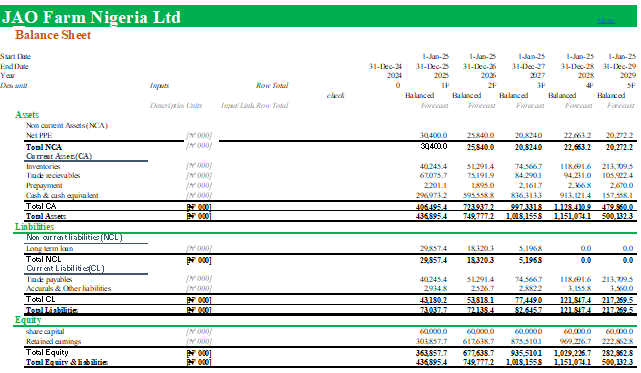 JAO Farm Nigeria Ltd
Balance Sheet
Start Date 1-Jan-25 1-Jan-25 1-Jan-25 1-Jan-25 1-Jan-25
End Date 31-Dec-24 31-Dec-25 31-Dec-26 31-Dec-27 31-Dec-28 31-Dec-29
Year 2024 2025 2026 2027 2028 2029
Des unit Inputs Row Total 0 1F 2F 3F 4F 5F
check Balanced Balanced Balanced Balanced Balanced
Descriptio Units Input/Link Row Total Forecast Forecast Forecast Forecast Forecast
Assets
Non current Assets (NCA)
Net PPE [₦'000] 30,400.0 25,840.0 20,824.0 22,663.2 20,272.2
Total NCA [₦'000] 30,400.0 25,840.0 20,824.0 22,663.2 20,272.2
Current Assets (CA)
Inventories [₦'000] 40,245.4 51,291.4 74,566.7 118,691.6 213,709.5
Trade recievables [₦'000] 67,075.7 75,191.9 84,290.1 94,231.0 105,922.4
Prepayment [₦'000] 2,201.1 1,895.0 2,161.7 2,366.8 2,670.0
Cash & cash equivalent [₦'000] 296,973.2 595,558.8 836,313.3 913,121.4 157,558.1
Total CA [₦'000] 406,495.4 723,937.2 997,331.8 1,128,410.9 479,860.0
Total Assets [₦'000] 436,895.4 749,777.2 1,018,155.8 1,151,074.1 500,132.3
Liabilities
Non current liabilities (NCL)
Long term loan [₦'000] 29,857.4 18,320.3 5,196.8 0.0 0.0
Total NCL [₦'000] 29,857.4 18,320.3 5,196.8 0.0 0.0
Current Liabilities(CL)
Trade payables [₦'000] 40,245.4 51,291.4 74,566.7 118,691.6 213,709.5
Accurals & Other liabilities [₦'000] 2,934.8 2,526.7 2,882.2 3,155.8 3,560.0
Total CL [₦'000] 43,180.2 53,818.1 77,449.0 121,847.4 217,269.5
Total Liabilities [₦'000] 73,037.7 72,138.4 82,645.7 121,847.4 217,269.5
Equity
share capital [₦'000] 60,000.0 60,000.0 60,000.0 60,000.0 60,000.0
Retained earnings [₦'000] 303,857.7 617,638.7 875,510.1 969,226.7 222,862.8
Total Equity [₦'000] 363,857.7 677,638.7 935,510.1 1,029,226.7 282,862.8
Total Equity & liabilities [₦'000] 436,895.4 749,777.2 1,018,155.8 1,151,074.1 500,132.3